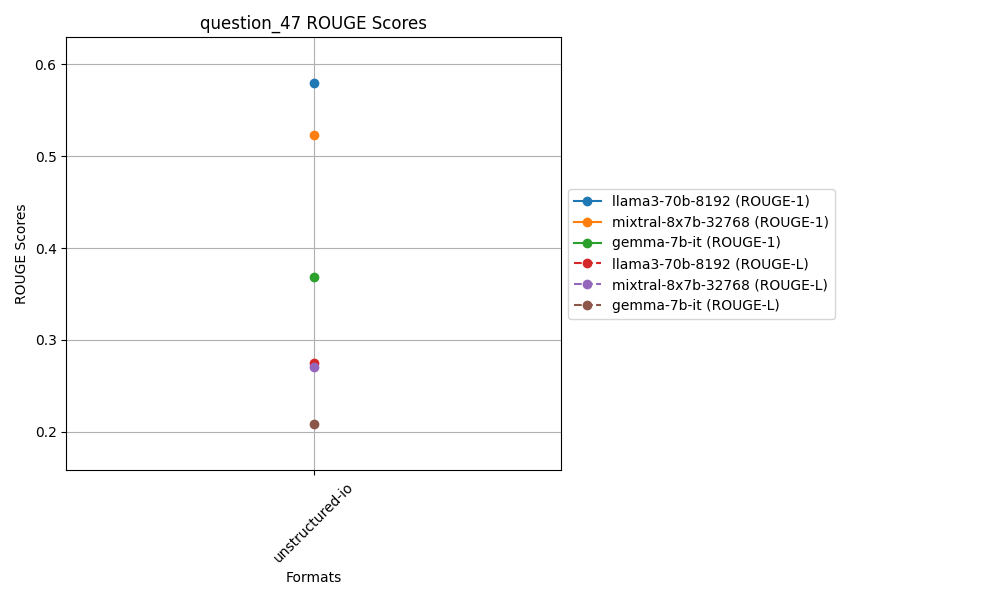 question_47 ROUGE Scores
ROUGE Scores
0.6
0.5
0.4
0.3
0.2
unstructured-io
Formats
llama3-70b-8192 (ROUGE-1)
mixtral-8x7b-32768 (ROUGE-1)
gemma-7b-it (ROUGE-1)
llama3-70b-8192 (ROUGE-L)
mixtral-8x7b-32768 (ROUGE-L)
gemma-7b-it (ROUGE-L)